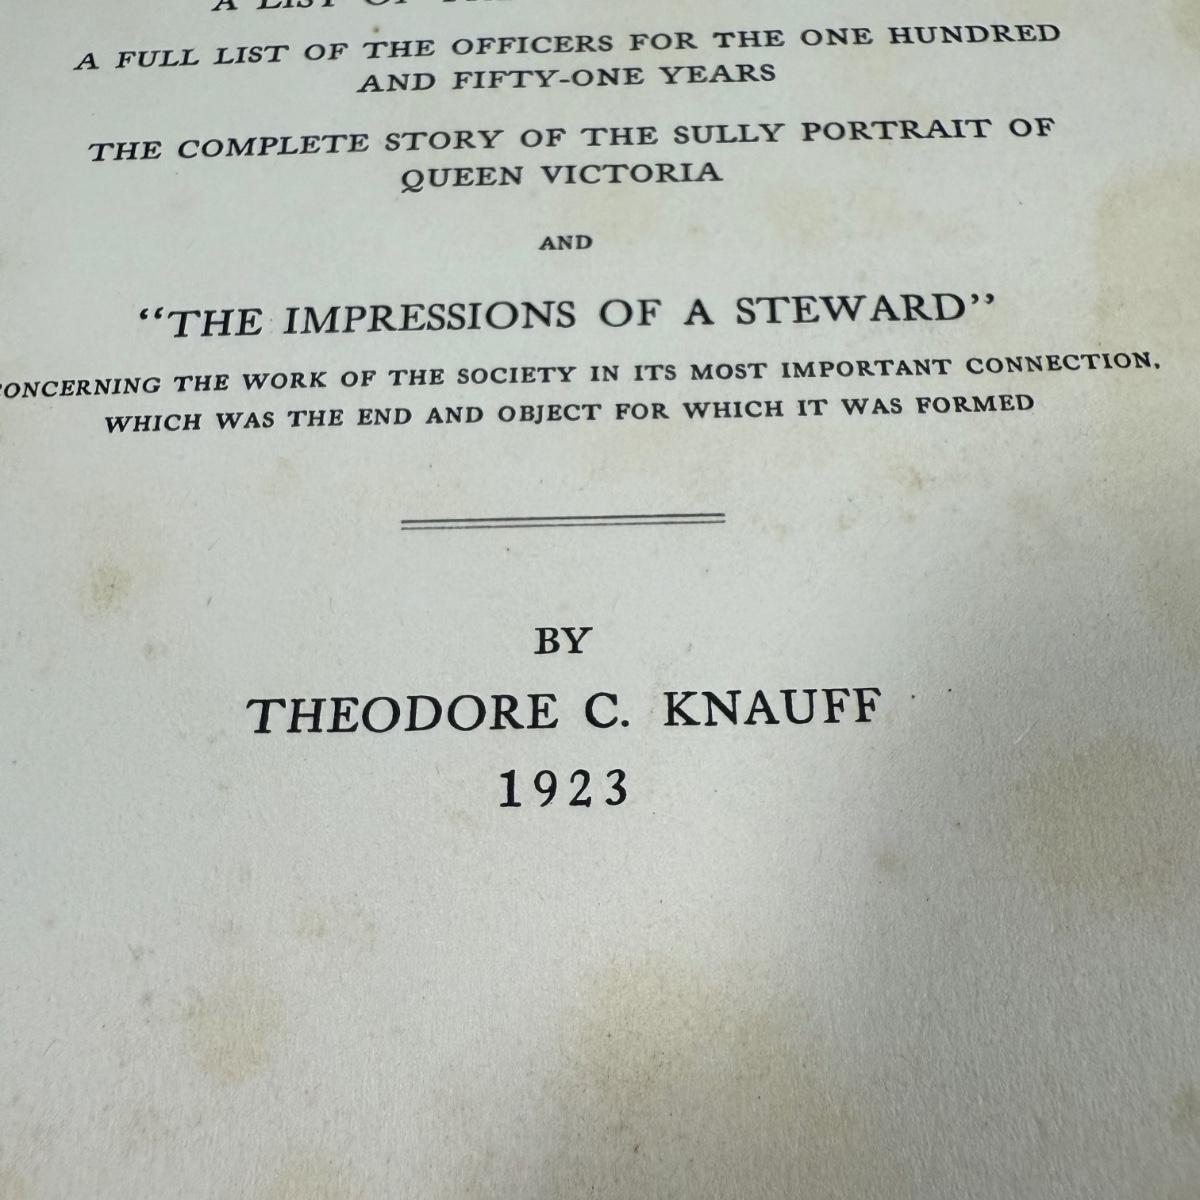 A LIST OF
A FULL LIST OF THE OFFICERS FOR THE ONE HUNDRED
AND FIFTY-ONE YEARS
THE COMPLETE STORY OF THE SULLY PORTRAIT OF
QUEEN VICTORIA
AND
“THE IMPRESSIONS OF A STEWARD”
CONCERNING THE WORK OF THE SOCIETY IN ITS MOST IMPORTANT CONNECTION,
WHICH WAS THE END AND OBJECT FOR WHICH IT WAS FORMED
BY
THEODORE C. KNAUFF
1923